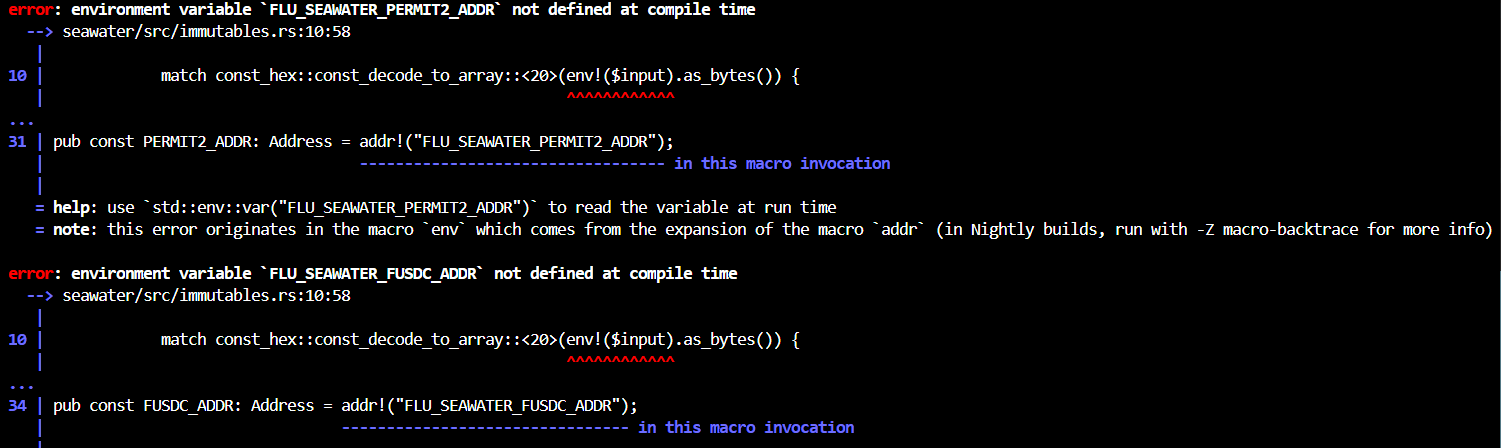 error: environment variable `FLU_SEAWATER_PERMIT2_ADDR` not defined at compile time
  --> seawater/src/immutables.rs:10:58
   |
10 |             match const_hex::const_decode_to_array::<20>(env!($input).as_bytes()) {
   |                                                          ^^^^^^^^^^^^
...
31 | pub const PERMIT2_ADDR: Address = addr!("FLU_SEAWATER_PERMIT2_ADDR");
   |                                   ---------------------------------- in this macro invocation
   |
   = help: use `std::env::var("FLU_SEAWATER_PERMIT2_ADDR")` to read the variable at run time
   = note: this error originates in the macro `env` which comes from the expansion of the macro `addr` (in Nightly builds, run with -Z macro-backtrace for more info)
error: environment variable `FLU_SEAWATER_FUSDC_ADDR` not defined at compile time
  --> seawater/src/immutables.rs:10:58
   |
10 |             match const_hex::const_decode_to_array::<20>(env!($input).as_bytes()) {
   |                                                          ^^^^^^^^^^^^
...
34 | pub const FUSDC_ADDR: Address = addr!("FLU_SEAWATER_FUSDC_ADDR");
   |                                 -------------------------------- in this macro invocation
   |